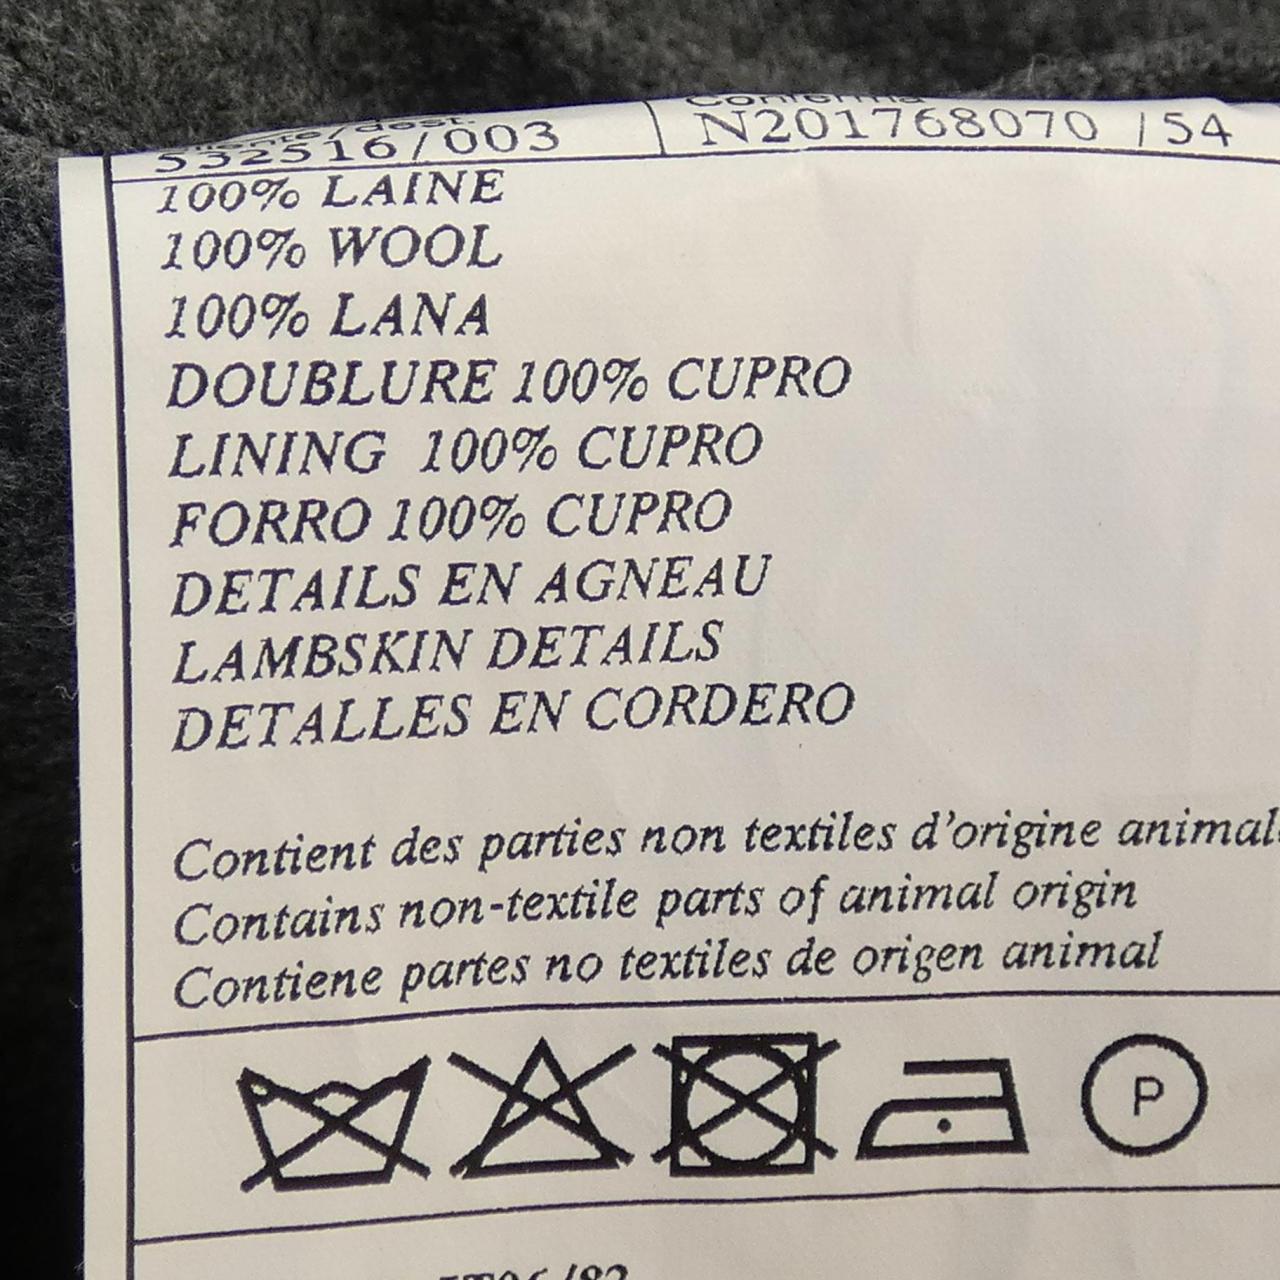 532516/003 N201768070 /54
100% LAINE
100% WOOL
100% LANA
DOUBLURE 100% CUPRO
LINING 100% CUPRO
FORRO 100% CUPRO
DETAILS EN AGNEAU
LAMBSKIN DETAILS
DETALLES EN CORDERO
Contient des parties non textiles d'origine animal
Contains non-textile parts of animal origin
Contiene partes no textiles de origen animal
P